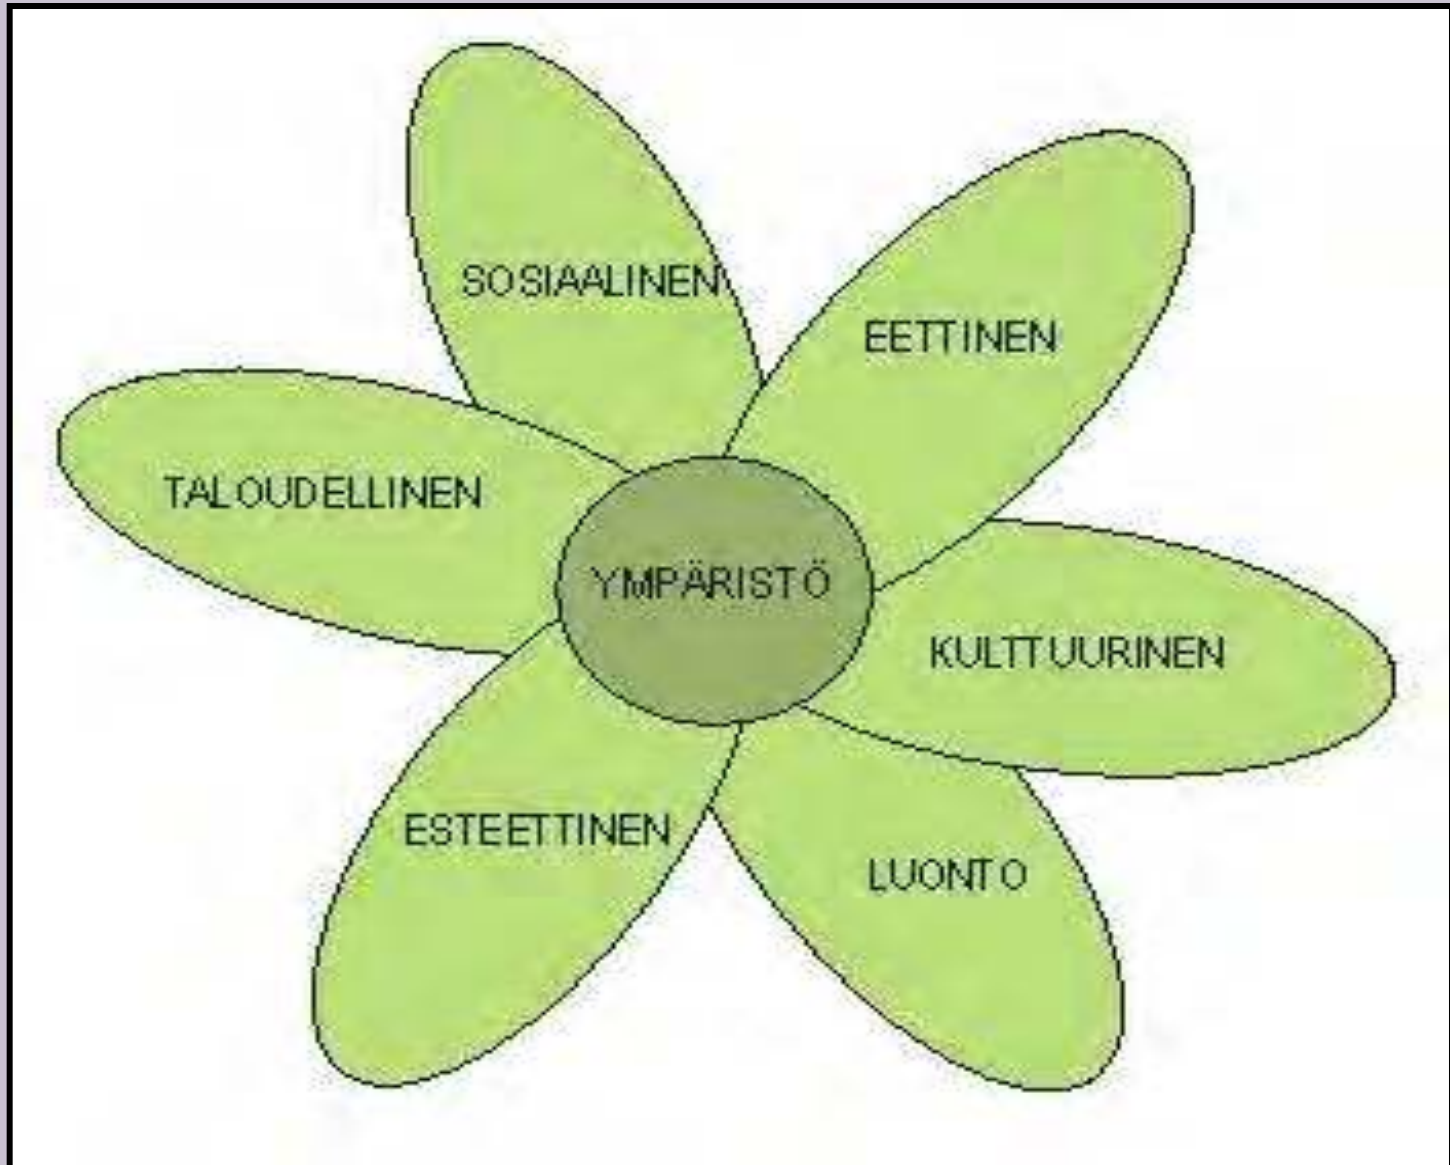 SOSIAALINEN
EETTINEN
TALOUDELLINEN
YMPÄRISTÖ
KULTTUURINEN
ESTEETTINEN
LUONTO